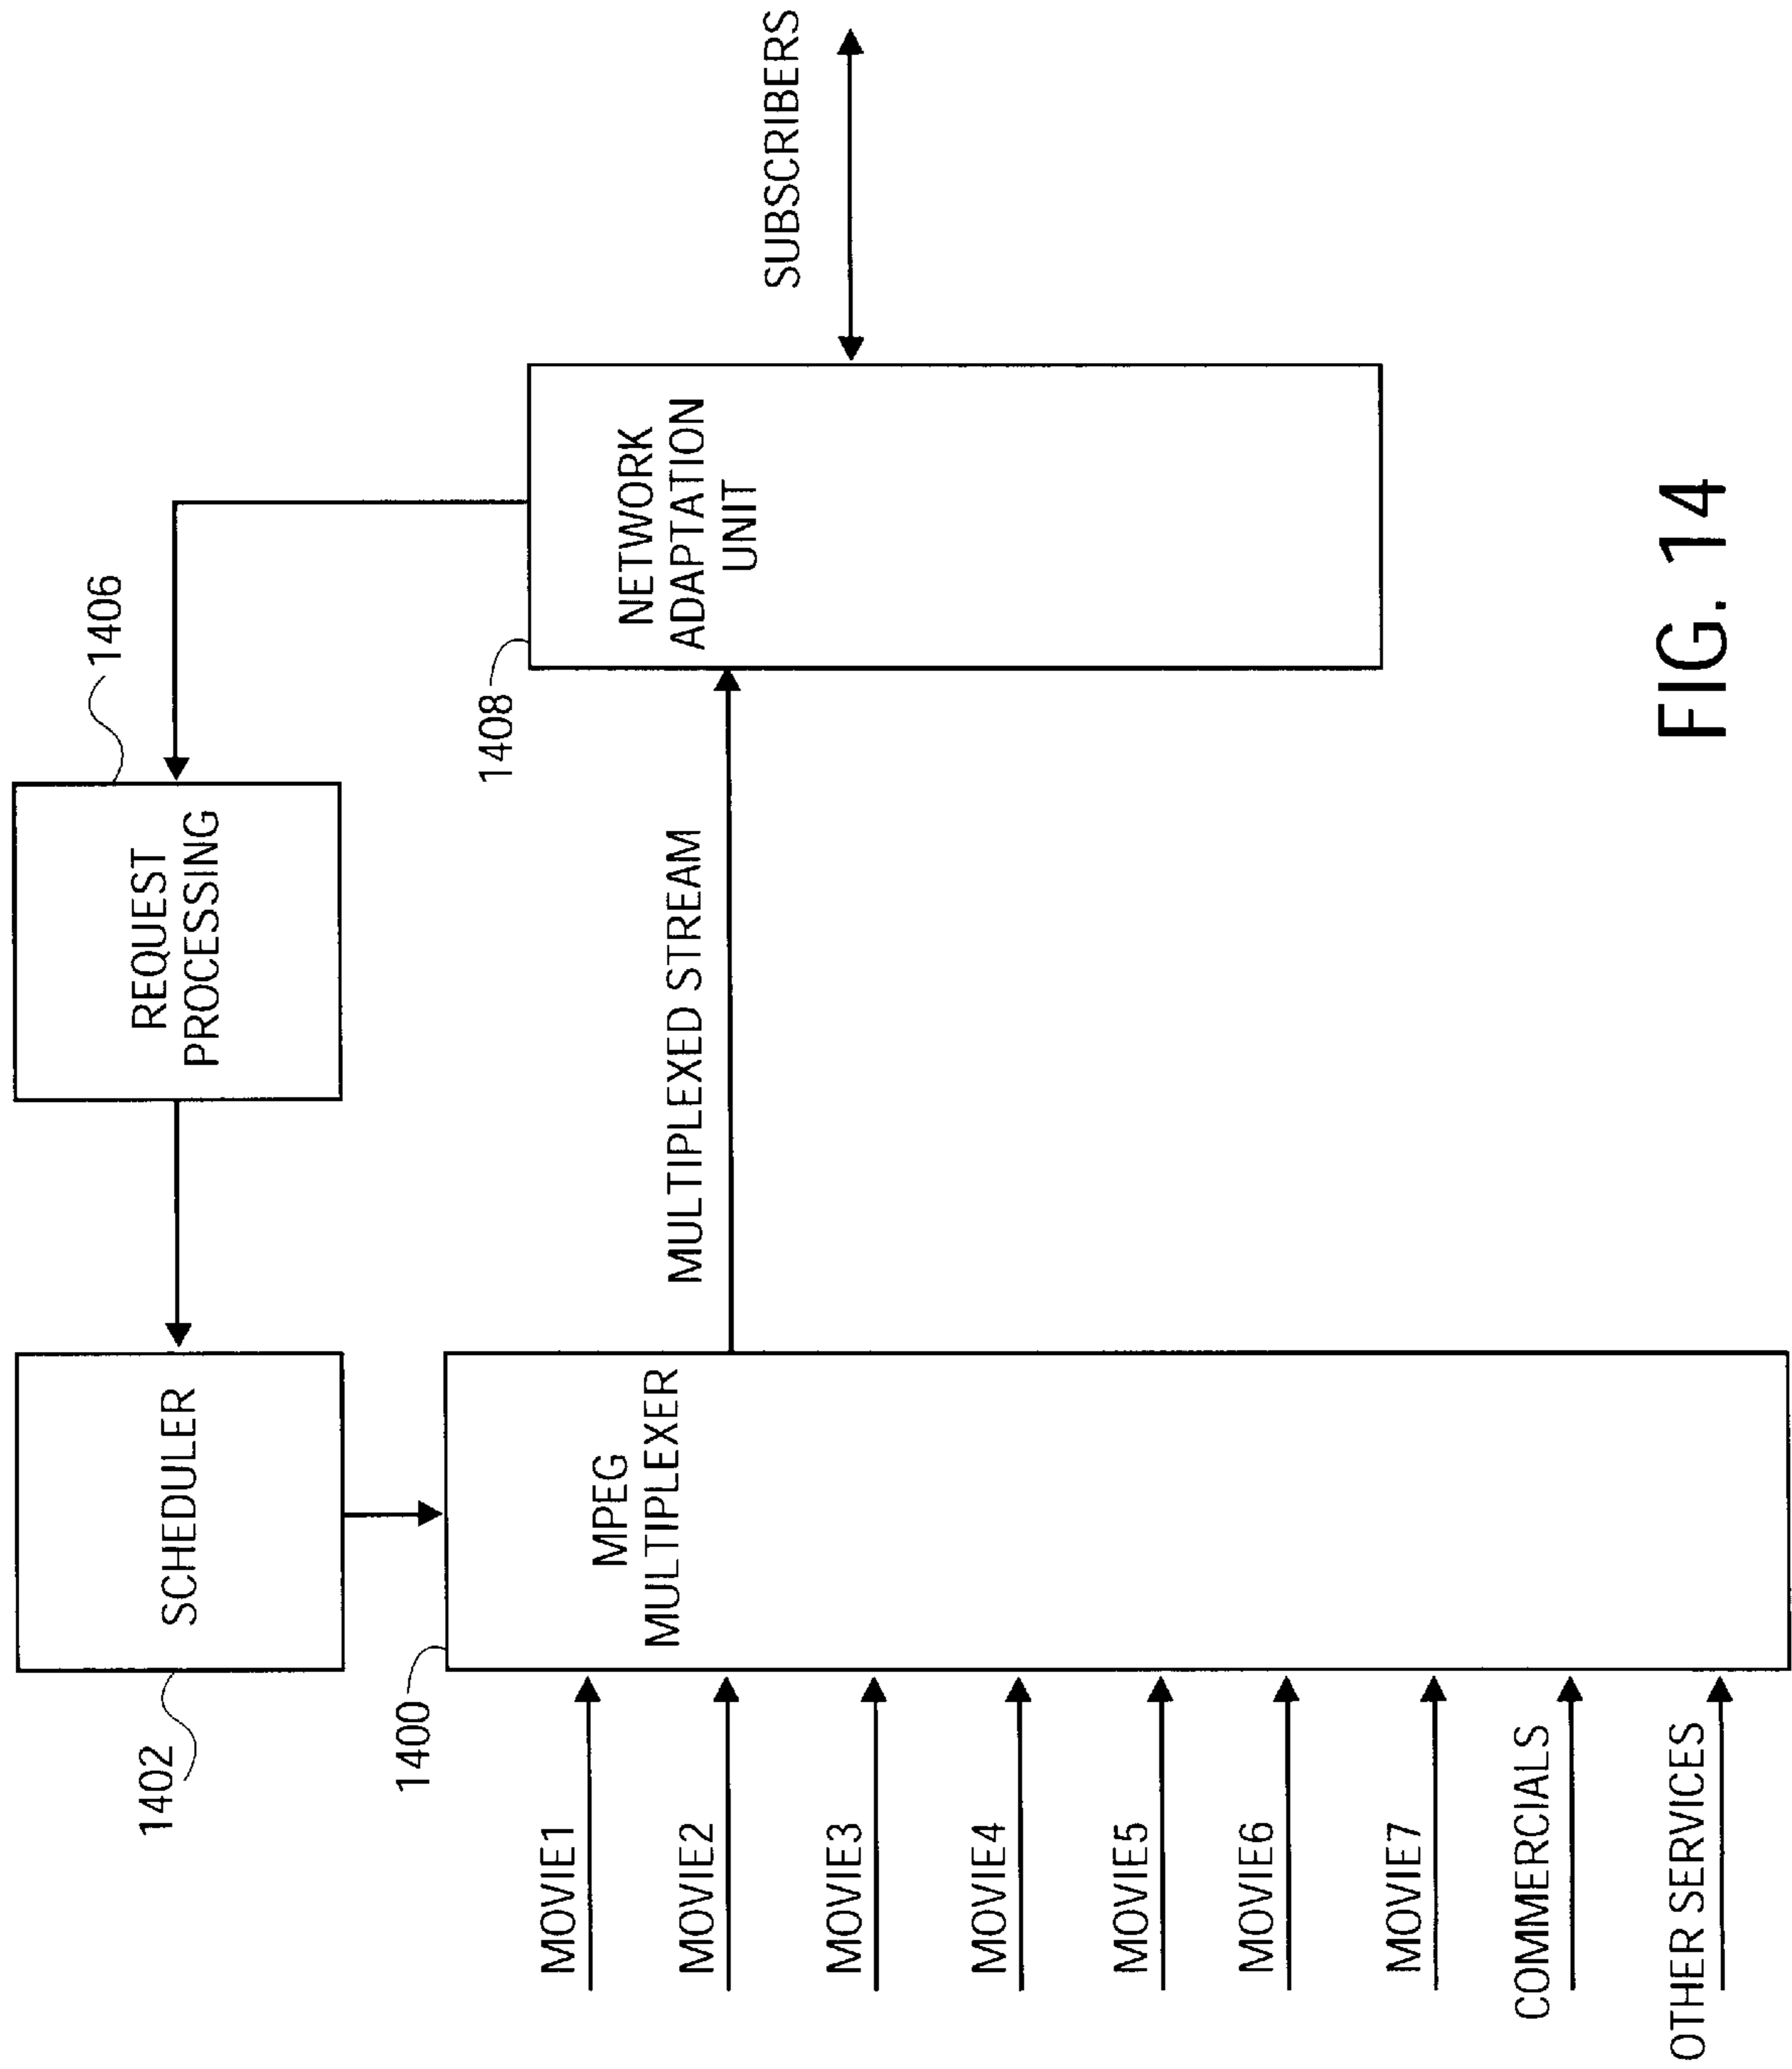 1402
SCHEDULER
1406
REQUEST
PROCESSING
1400
MPEG
MULTIPLEXER
MOVIE1
MOVIE2
MOVIE3
MOVIE4
MOVIE5
MOVIE6
MOVIE7
COMMERCIALS
OTHER SERVICES
MULTIPLEXED STREAM
1408
NETWORK
ADAPTATION
UNIT
SUBSCRIBERS
FIG. 14